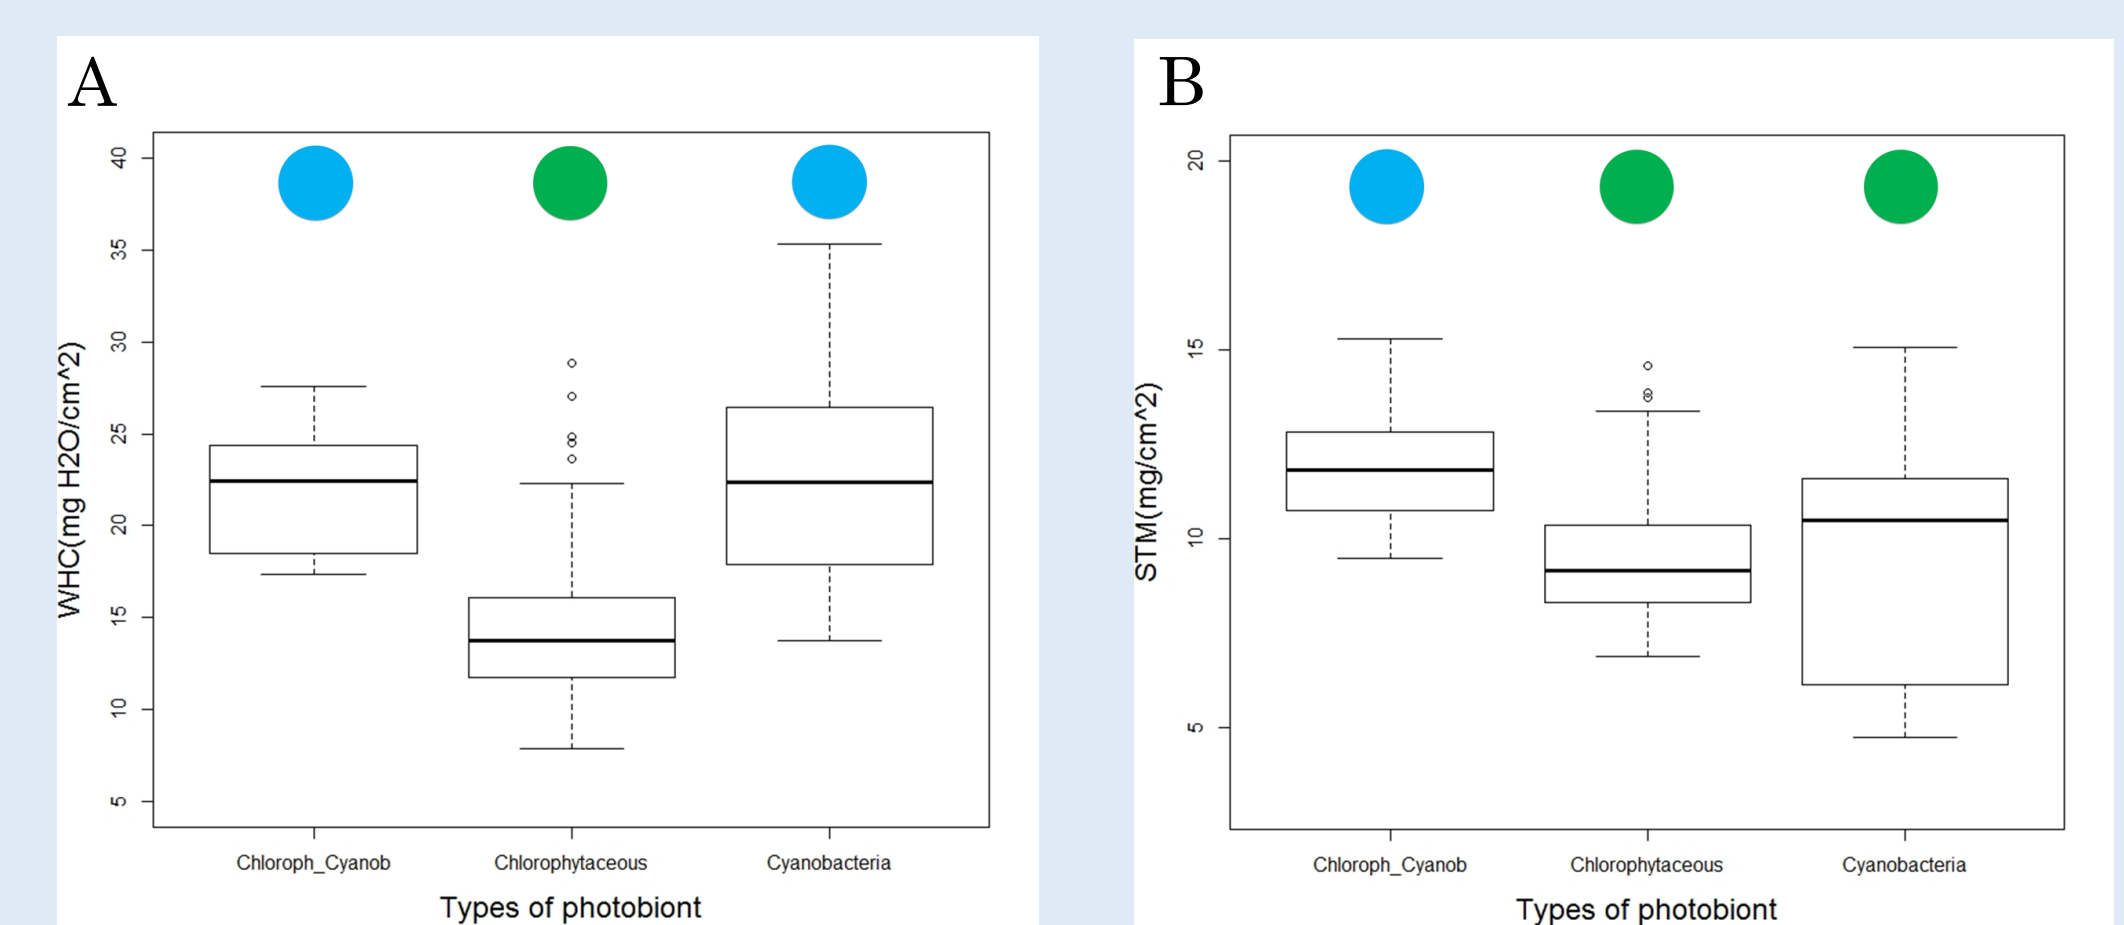 A
40
35
30
25
20
15
10
5
WHC(mg H2O/cm^2)
Chloroph_Cyanob Chlorophytaceous Cyanobacteria
Types of photobiont
B
20
15
10
5
STM(mg/cm^2)
Chloroph_Cyanob Chlorophytaceous Cyanobacteria
Types of photobiont